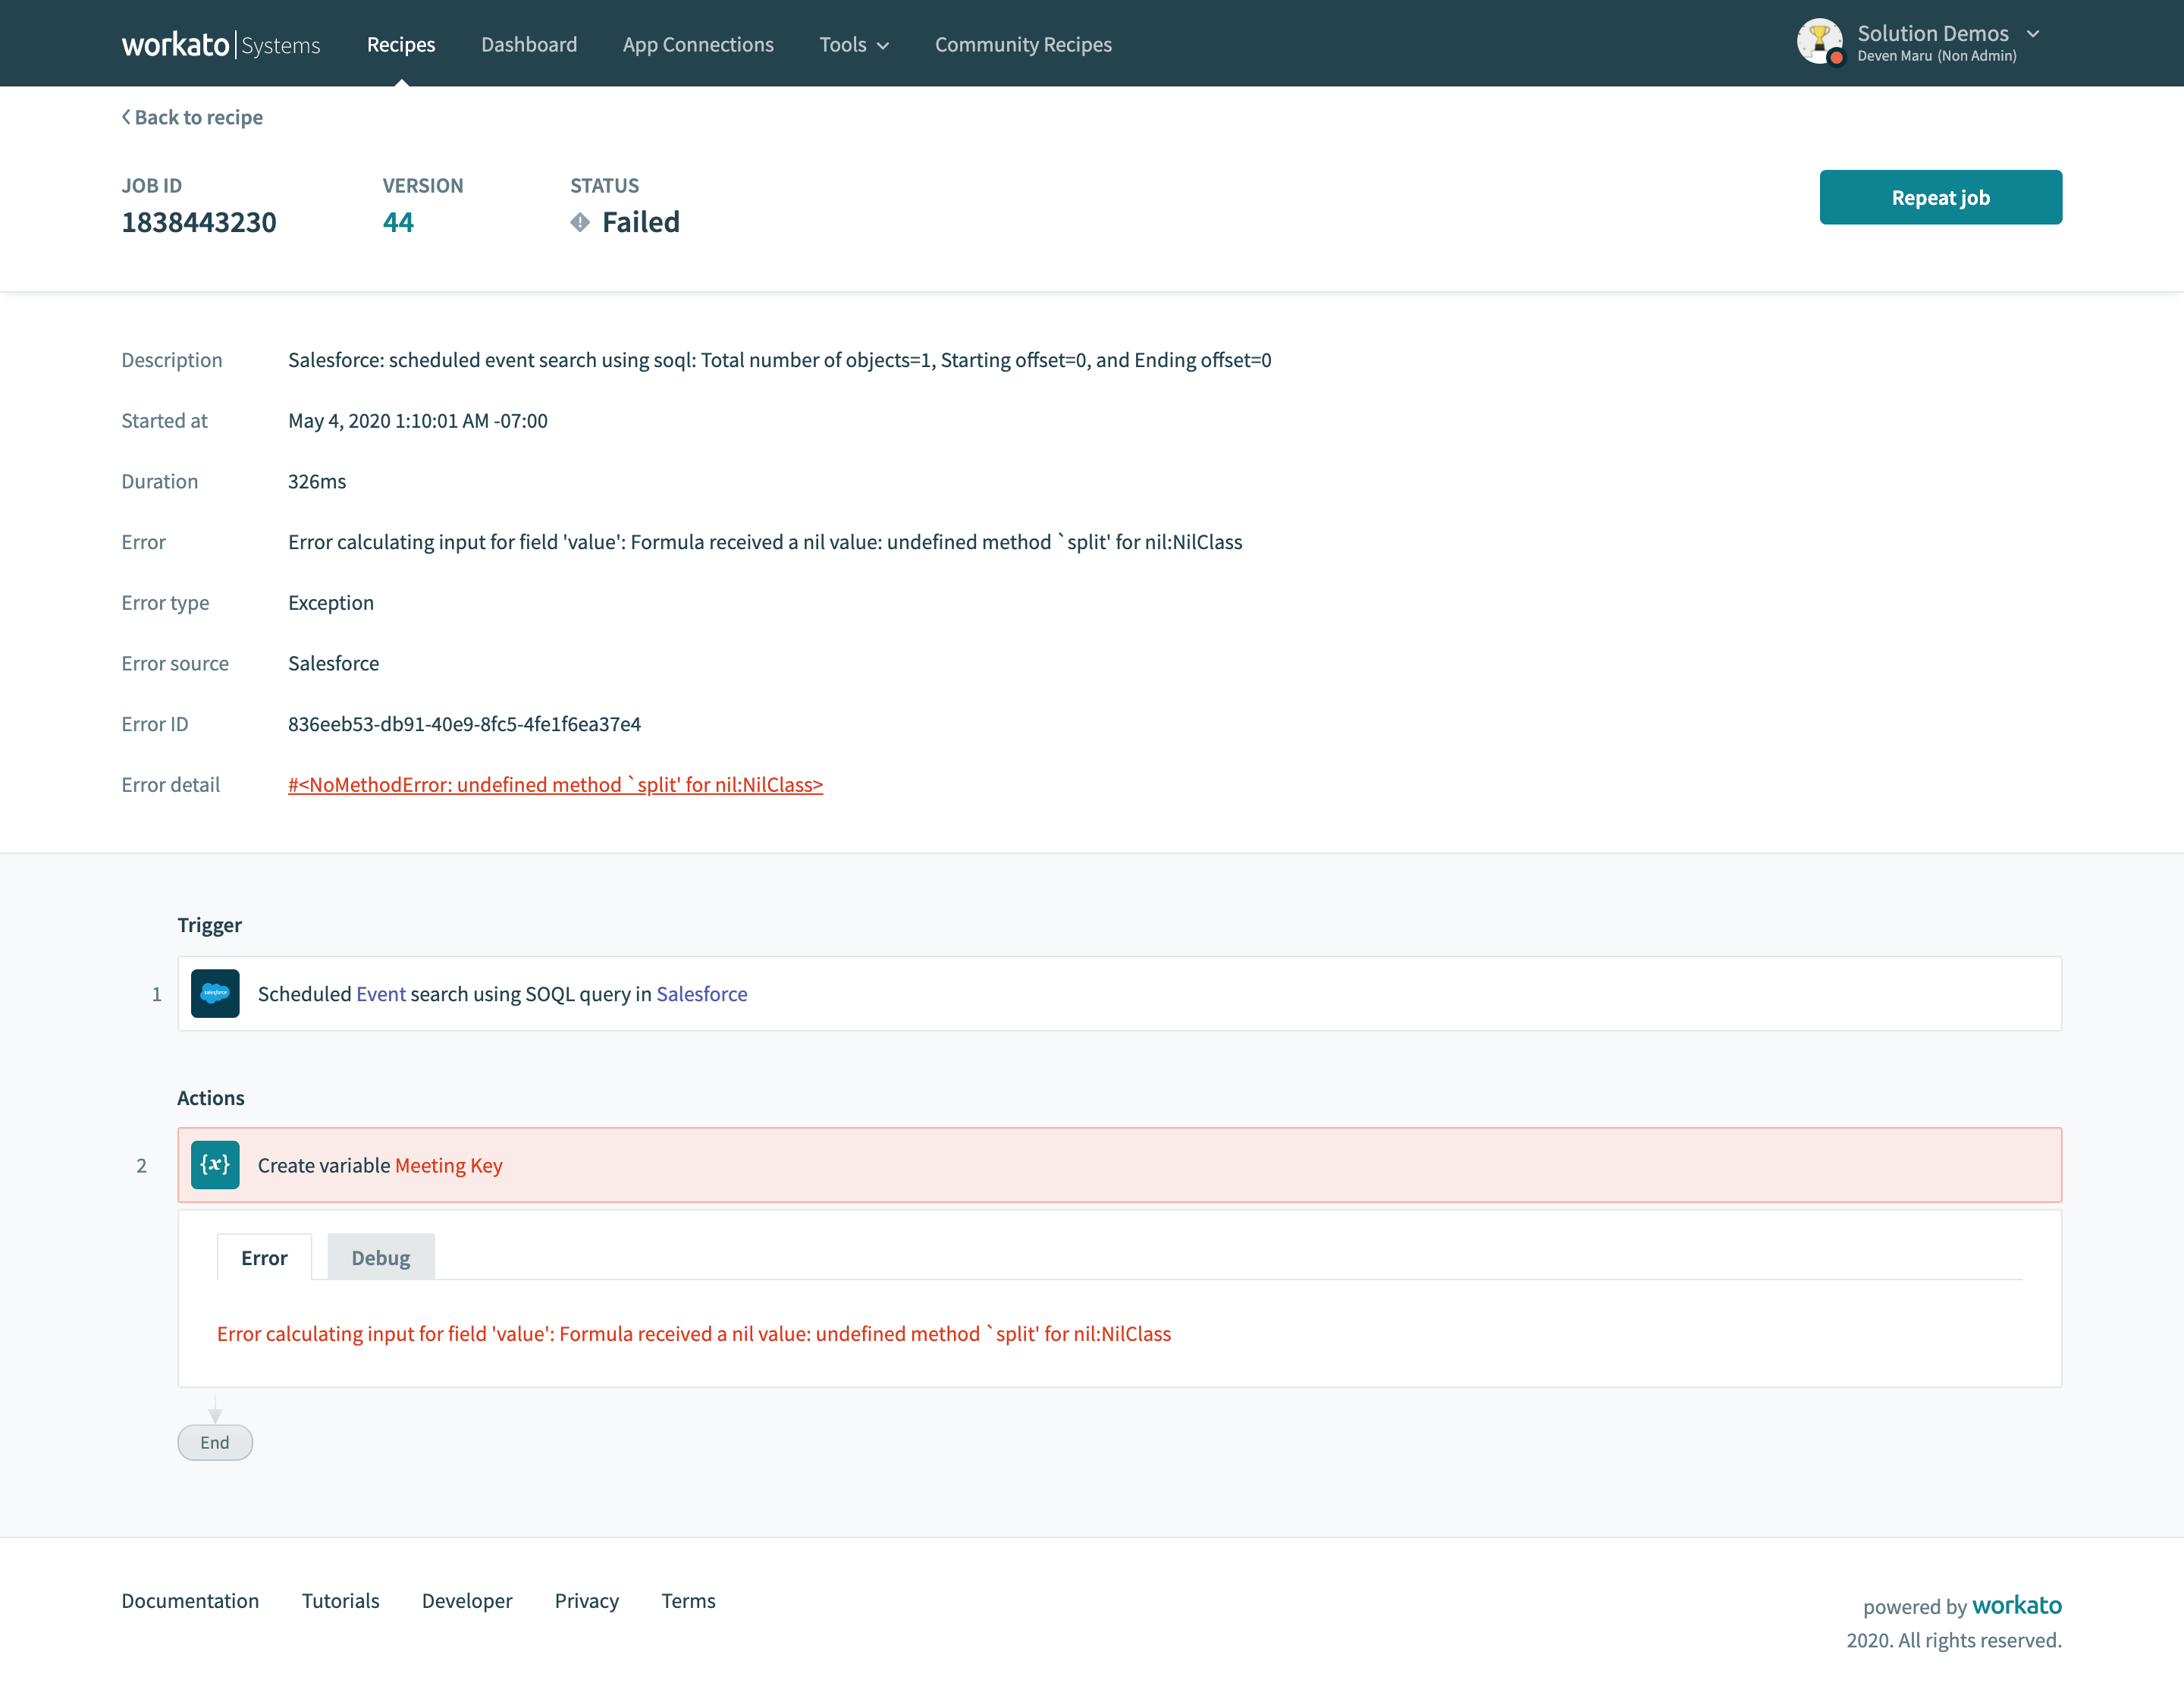 workato Systems Recipes Dashboard App Connections Tools Community Recipes Solution Demos
Deven Maru (Non Admin)
Back to recipe
JOB ID VERSION STATUS
1838443230 44 Failed
Repeat job
Description Salesforce: scheduled event search using soql: Total number of objects=1, Starting offset=0, and Ending offset=0
Started at May 4, 2020 1:10:01 AM -07:00
Duration 326ms
Error Error calculating input for field 'value': Formula received a nil value: undefined method `split' for nil:NilClass
Error type Exception
Error source Salesforce
Error ID 836eeb53-db91-40e9-8fc5-4fe1f6ea37e4
Error detail #<NoMethodError: undefined method `split' for nil:NilClass>
Trigger
1 salesforce Scheduled Event search using SOQL query in Salesforce
Actions
2 {x} Create variable Meeting Key
Error Debug
Error calculating input for field 'value': Formula received a nil value: undefined method `split' for nil:NilClass
End
Documentation Tutorials Developer Privacy Terms
powered by workato
2020. All rights reserved.